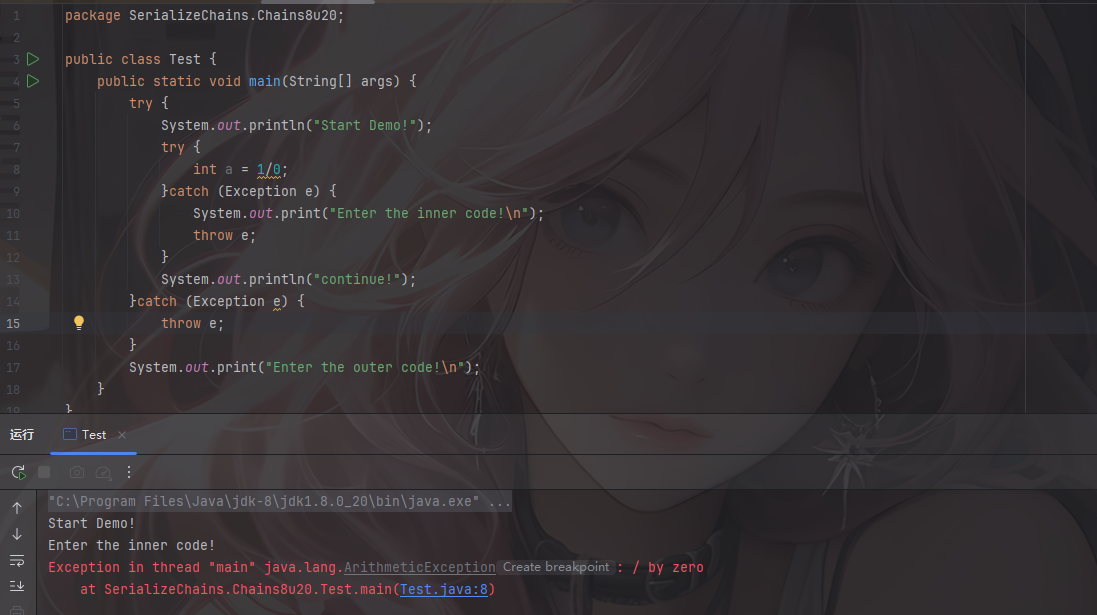 1 package SerializeChains.Chains8u20;
2
3 public class Test {
4 public static void main(String[] args) {
5 try {
6 System.out.println("Start Demo!");
7 try {
8 int a = 1/0;
9 }catch (Exception e) {
10 System.out.print("Enter the inner code!\n");
11 throw e;
12 }
13 System.out.println("continue!");
14 }catch (Exception e) {
15 throw e;
16 }
17 System.out.print("Enter the outer code!\n");
18 }
19 }
运行 Test
"C:\Program Files\Java\jdk-8\jdk1.8.0_20\bin\java.exe" ...
Start Demo!
Enter the inner code!
Exception in thread "main" java.lang.ArithmeticException Create breakpoint : / by zero
at SerializeChains.Chains8u20.Test.main(Test.java:8)